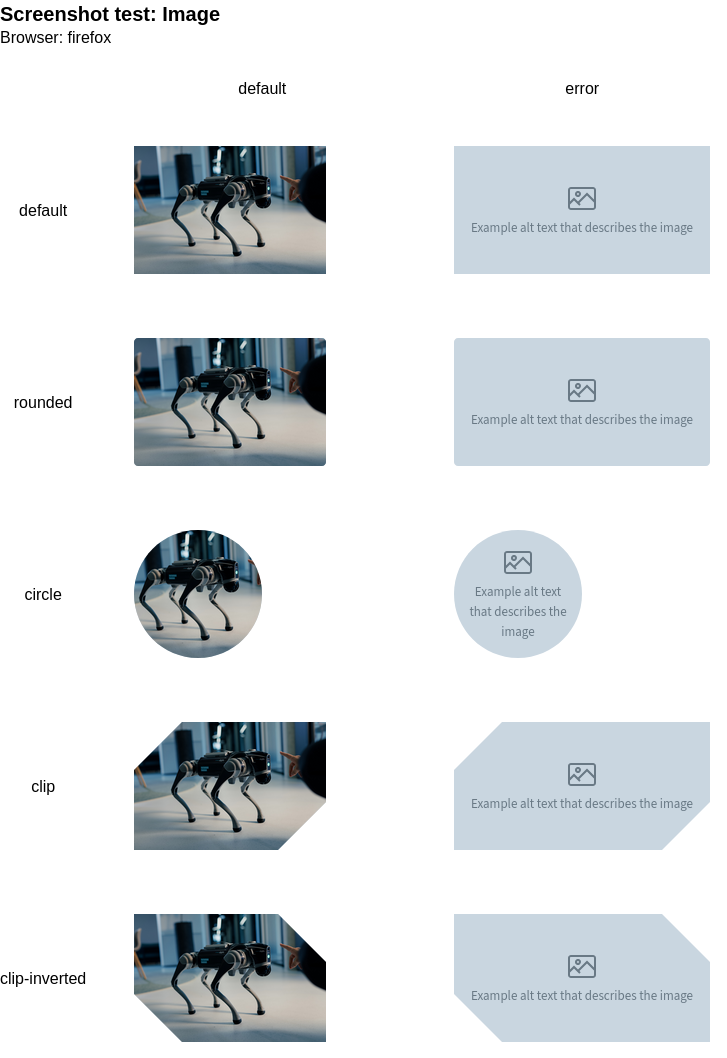 Screenshot test: Image
Browser: firefox
default error
default
Example alt text that describes the image
rounded
Example alt text that describes the image
circle
Example alt text
that describes the
image
clip
Example alt text that describes the image
clip-inverted
Example alt text that describes the image